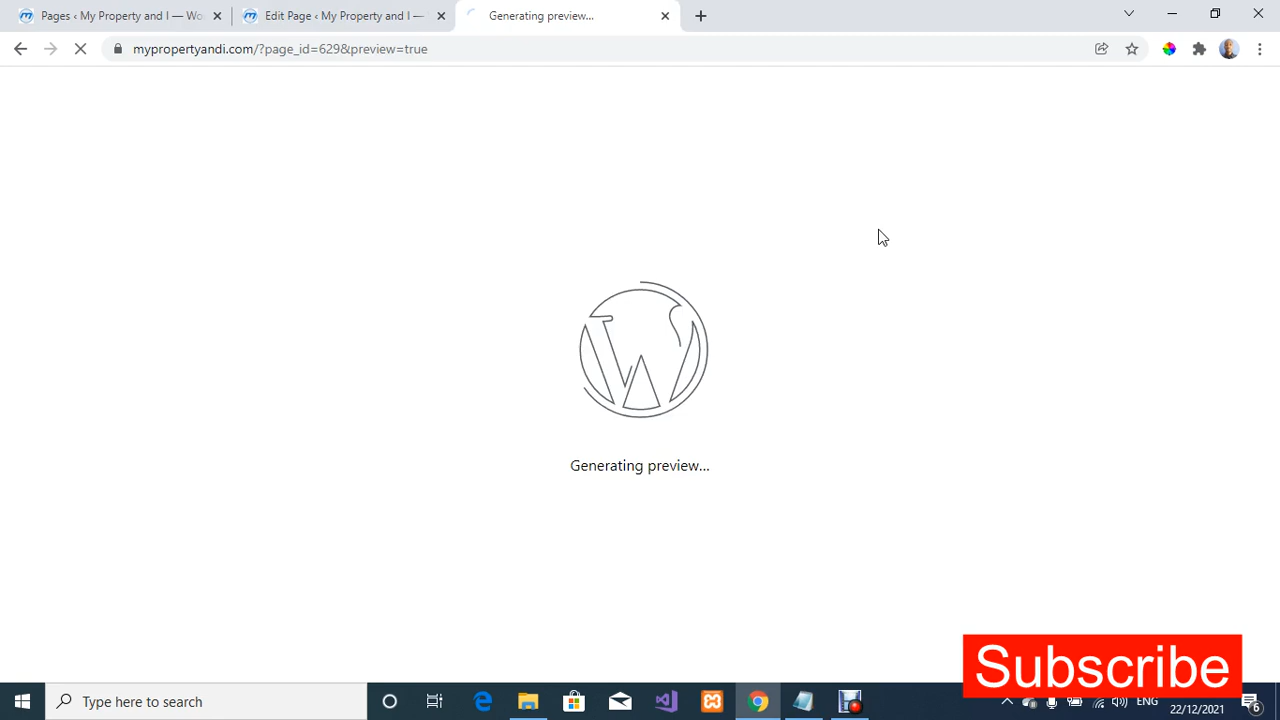 Pages ‹ My Property and I — Wo
Edit Page ‹ My Property and I —
Generating preview...
mypropertyandi.com/?page_id=629&preview=true
Generating preview...
Subscribe
Type here to search
ENG
22/12/2021
6